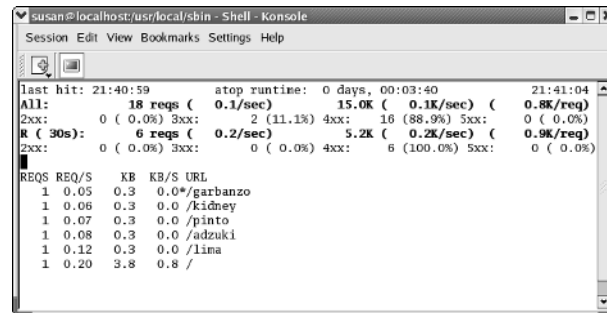 susan@localhost:/usr/local/sbin - Shell - Konsole
Session Edit View Bookmarks Settings Help
last hit: 21:40:59 atop runtime: 0 days, 00:03:40 21:41:04
All: 18 reqs ( 0.1/sec) 15.0K ( 0.1K/sec) ( 0.8K/req)
2xx: 0 ( 0.0%) 3xx: 2 (11.1%) 4xx: 16 (88.9%) 5xx: 0 ( 0.0%)
R ( 30s): 6 reqs ( 0.2/sec) 5.2K ( 0.2K/sec) ( 0.9K/req)
2xx: 0 ( 0.0%) 3xx: 0 ( 0.0%) 4xx: 6 (100.0%) 5xx: 0 ( 0.0%)
REQS REQ/S KB KB/S URL
1 0.05 0.3 0.0*/garbanzo
1 0.06 0.3 0.0 /kidney
1 0.07 0.3 0.0 /pinto
1 0.08 0.3 0.0 /adzuki
1 0.12 0.3 0.0 /lima
1 0.20 3.8 0.8 /